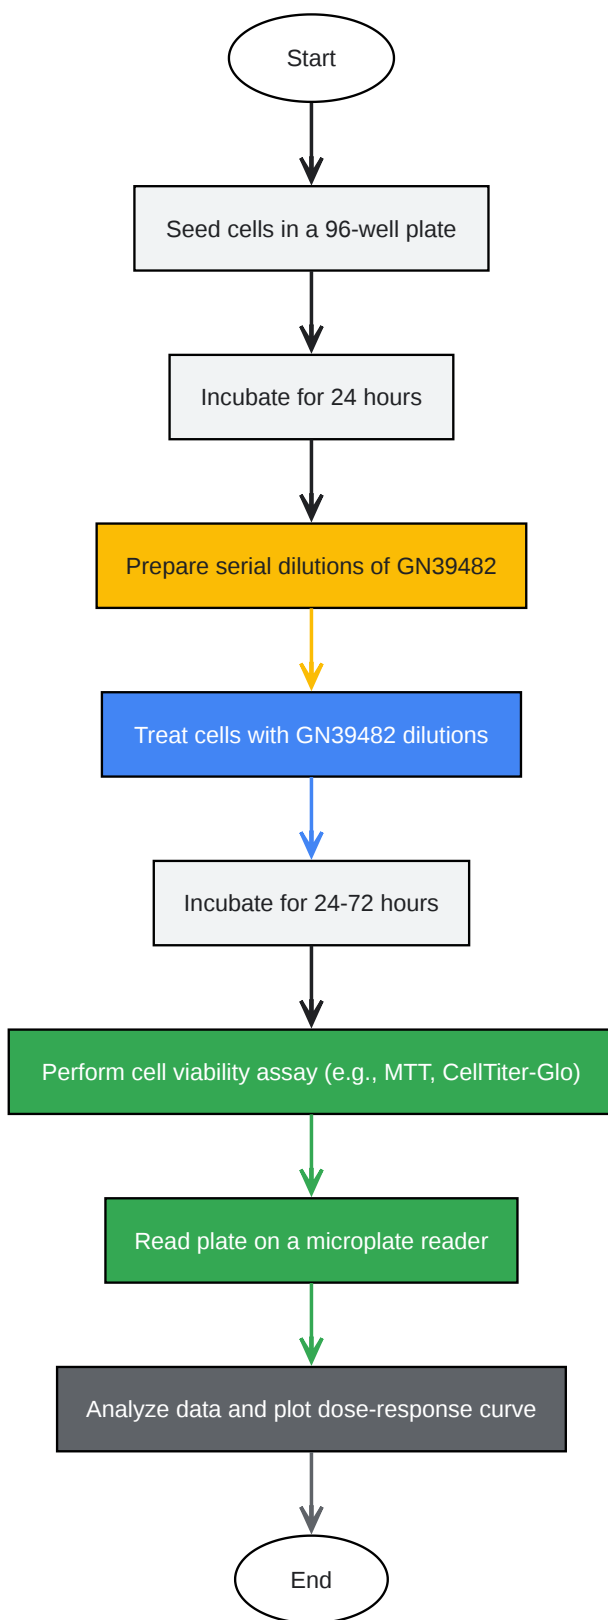 Start
Seed cells in a 96-well plate
Incubate for 24 hours
Prepare serial dilutions of GN39482
Treat cells with GN39482 dilutions
Incubate for 24-72 hours
Perform cell viability assay (e.g., MTT, CellTiter-Glo)
Read plate on a microplate reader
Analyze data and plot dose-response curve
End